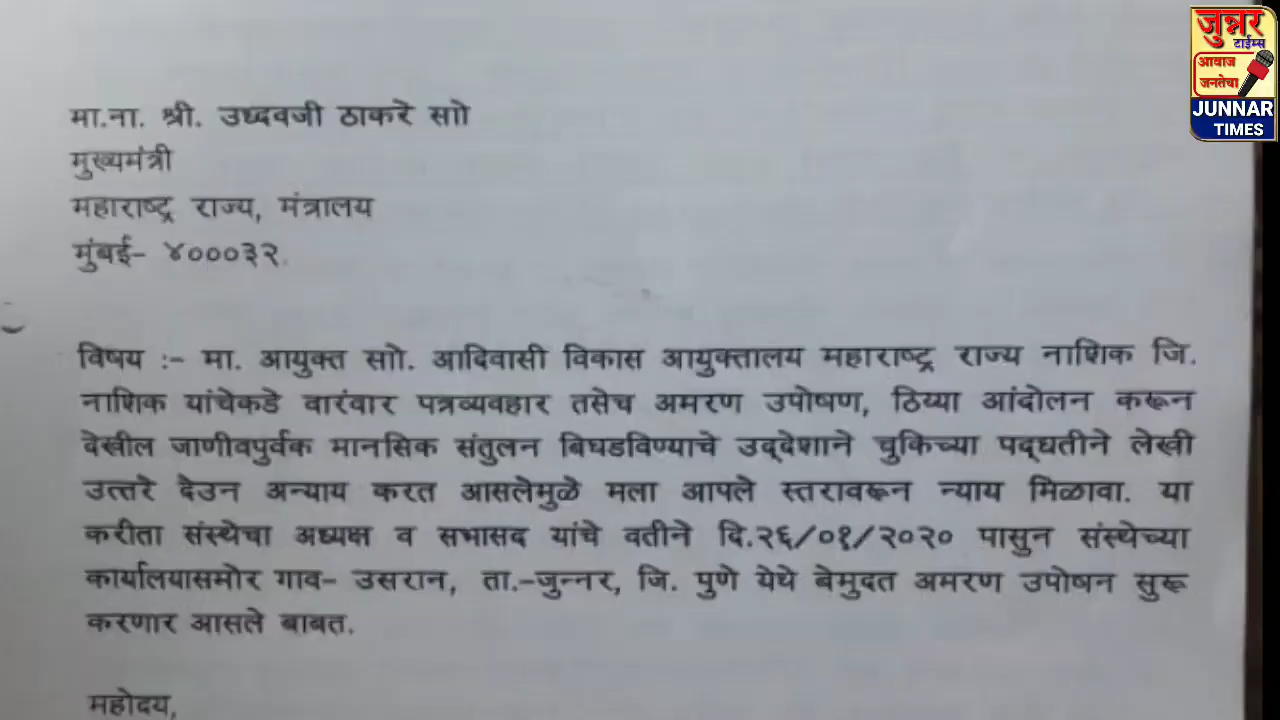 जुन्नर
टाईम्स
आवाज
जनतेचा
JUNNAR
TIMES
मा.ना. श्री. उध्दवजी ठाकरे साो
मुख्यमंत्री
महाराष्ट्र राज्य, मंत्रालय
मुंबई- ४०००३२.
विषय :- मा. आयुक्त साो. आदिवासी विकास आयुक्तालय महाराष्ट्र राज्य नाशिक जि.
नाशिक यांचेकडे वारंवार पत्रव्यवहार तसेच अमरण उपोषण, ठिय्या आंदोलन करून
देखील जाणीवपुर्वक मानसिक संतुलन बिघडविण्याचे उद्देशाने चुकिच्या पद्धतीने लेखी
उत्तरे देउन अन्याय करत आसलेमुळे मला आपले स्तरावरून न्याय मिळावा. या
करीता संस्थेचा अध्यक्ष व सभासद यांचे वतीने दि.२६/०१/२०२० पासुन संस्थेच्या
कार्यालयासमोर गाव- उसरान, ता.-जुन्नर, जि. पुणे येथे बेमुदत अमरण उपोषन सुरू
करणार आसले बाबत.
महोदय,